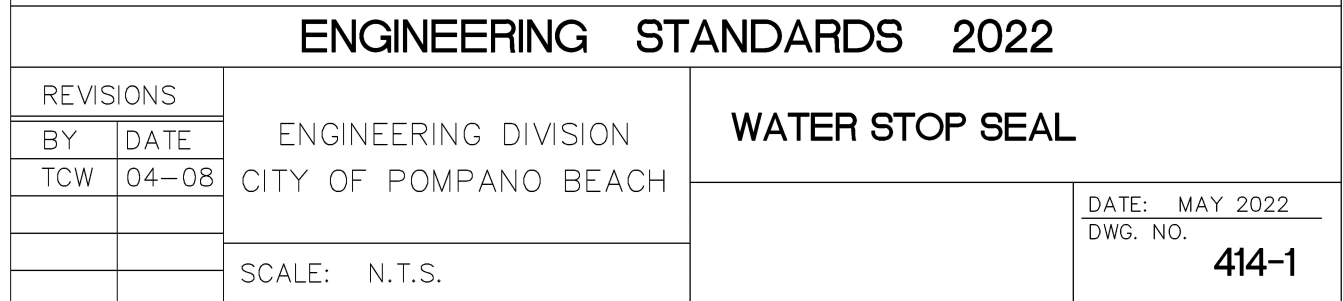 ENGINEERING STANDARDS 2022
REVISIONS
BY DATE
TCW 04-08
ENGINEERING DIVISION
CITY OF POMPANO BEACH
SCALE: N.T.S.
WATER STOP SEAL
DATE: MAY 2022
DWG. NO.
414-1